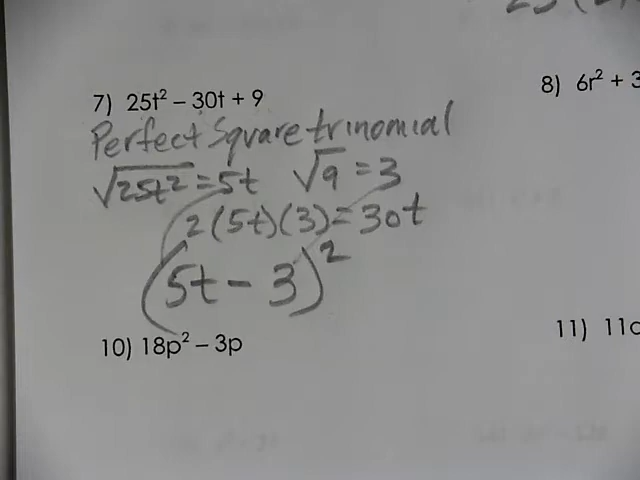 7) 25t² – 30t + 9
8) 6r² + 3
Perfect Square trinomial
√25t² = 5t √9 = 3
2(5t)(3) = 30t
(5t - 3)²
10) 18p² – 3p
11) 11c